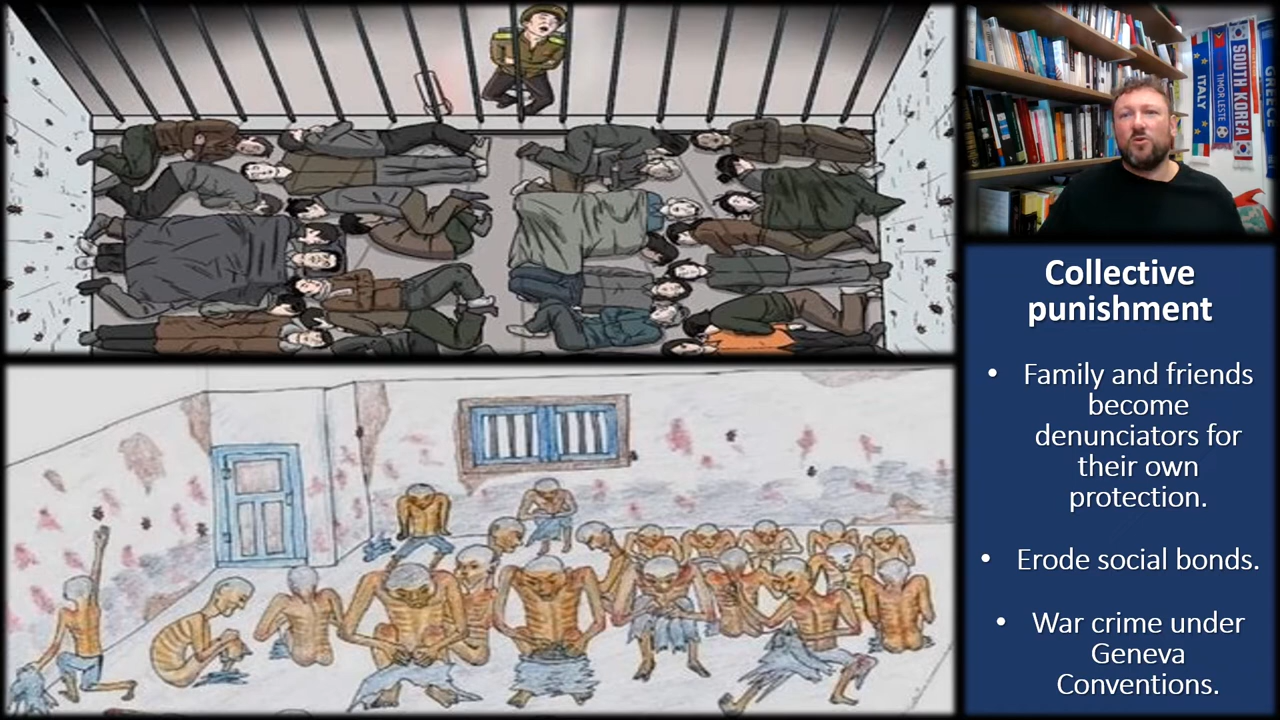 ITALY
TIMOR LESTE
SOUTH KOREA
GREECE
Collective
punishment
• Family and friends
become
denunciators for
their own
protection.
• Erode social bonds.
• War crime under
Geneva
Conventions.